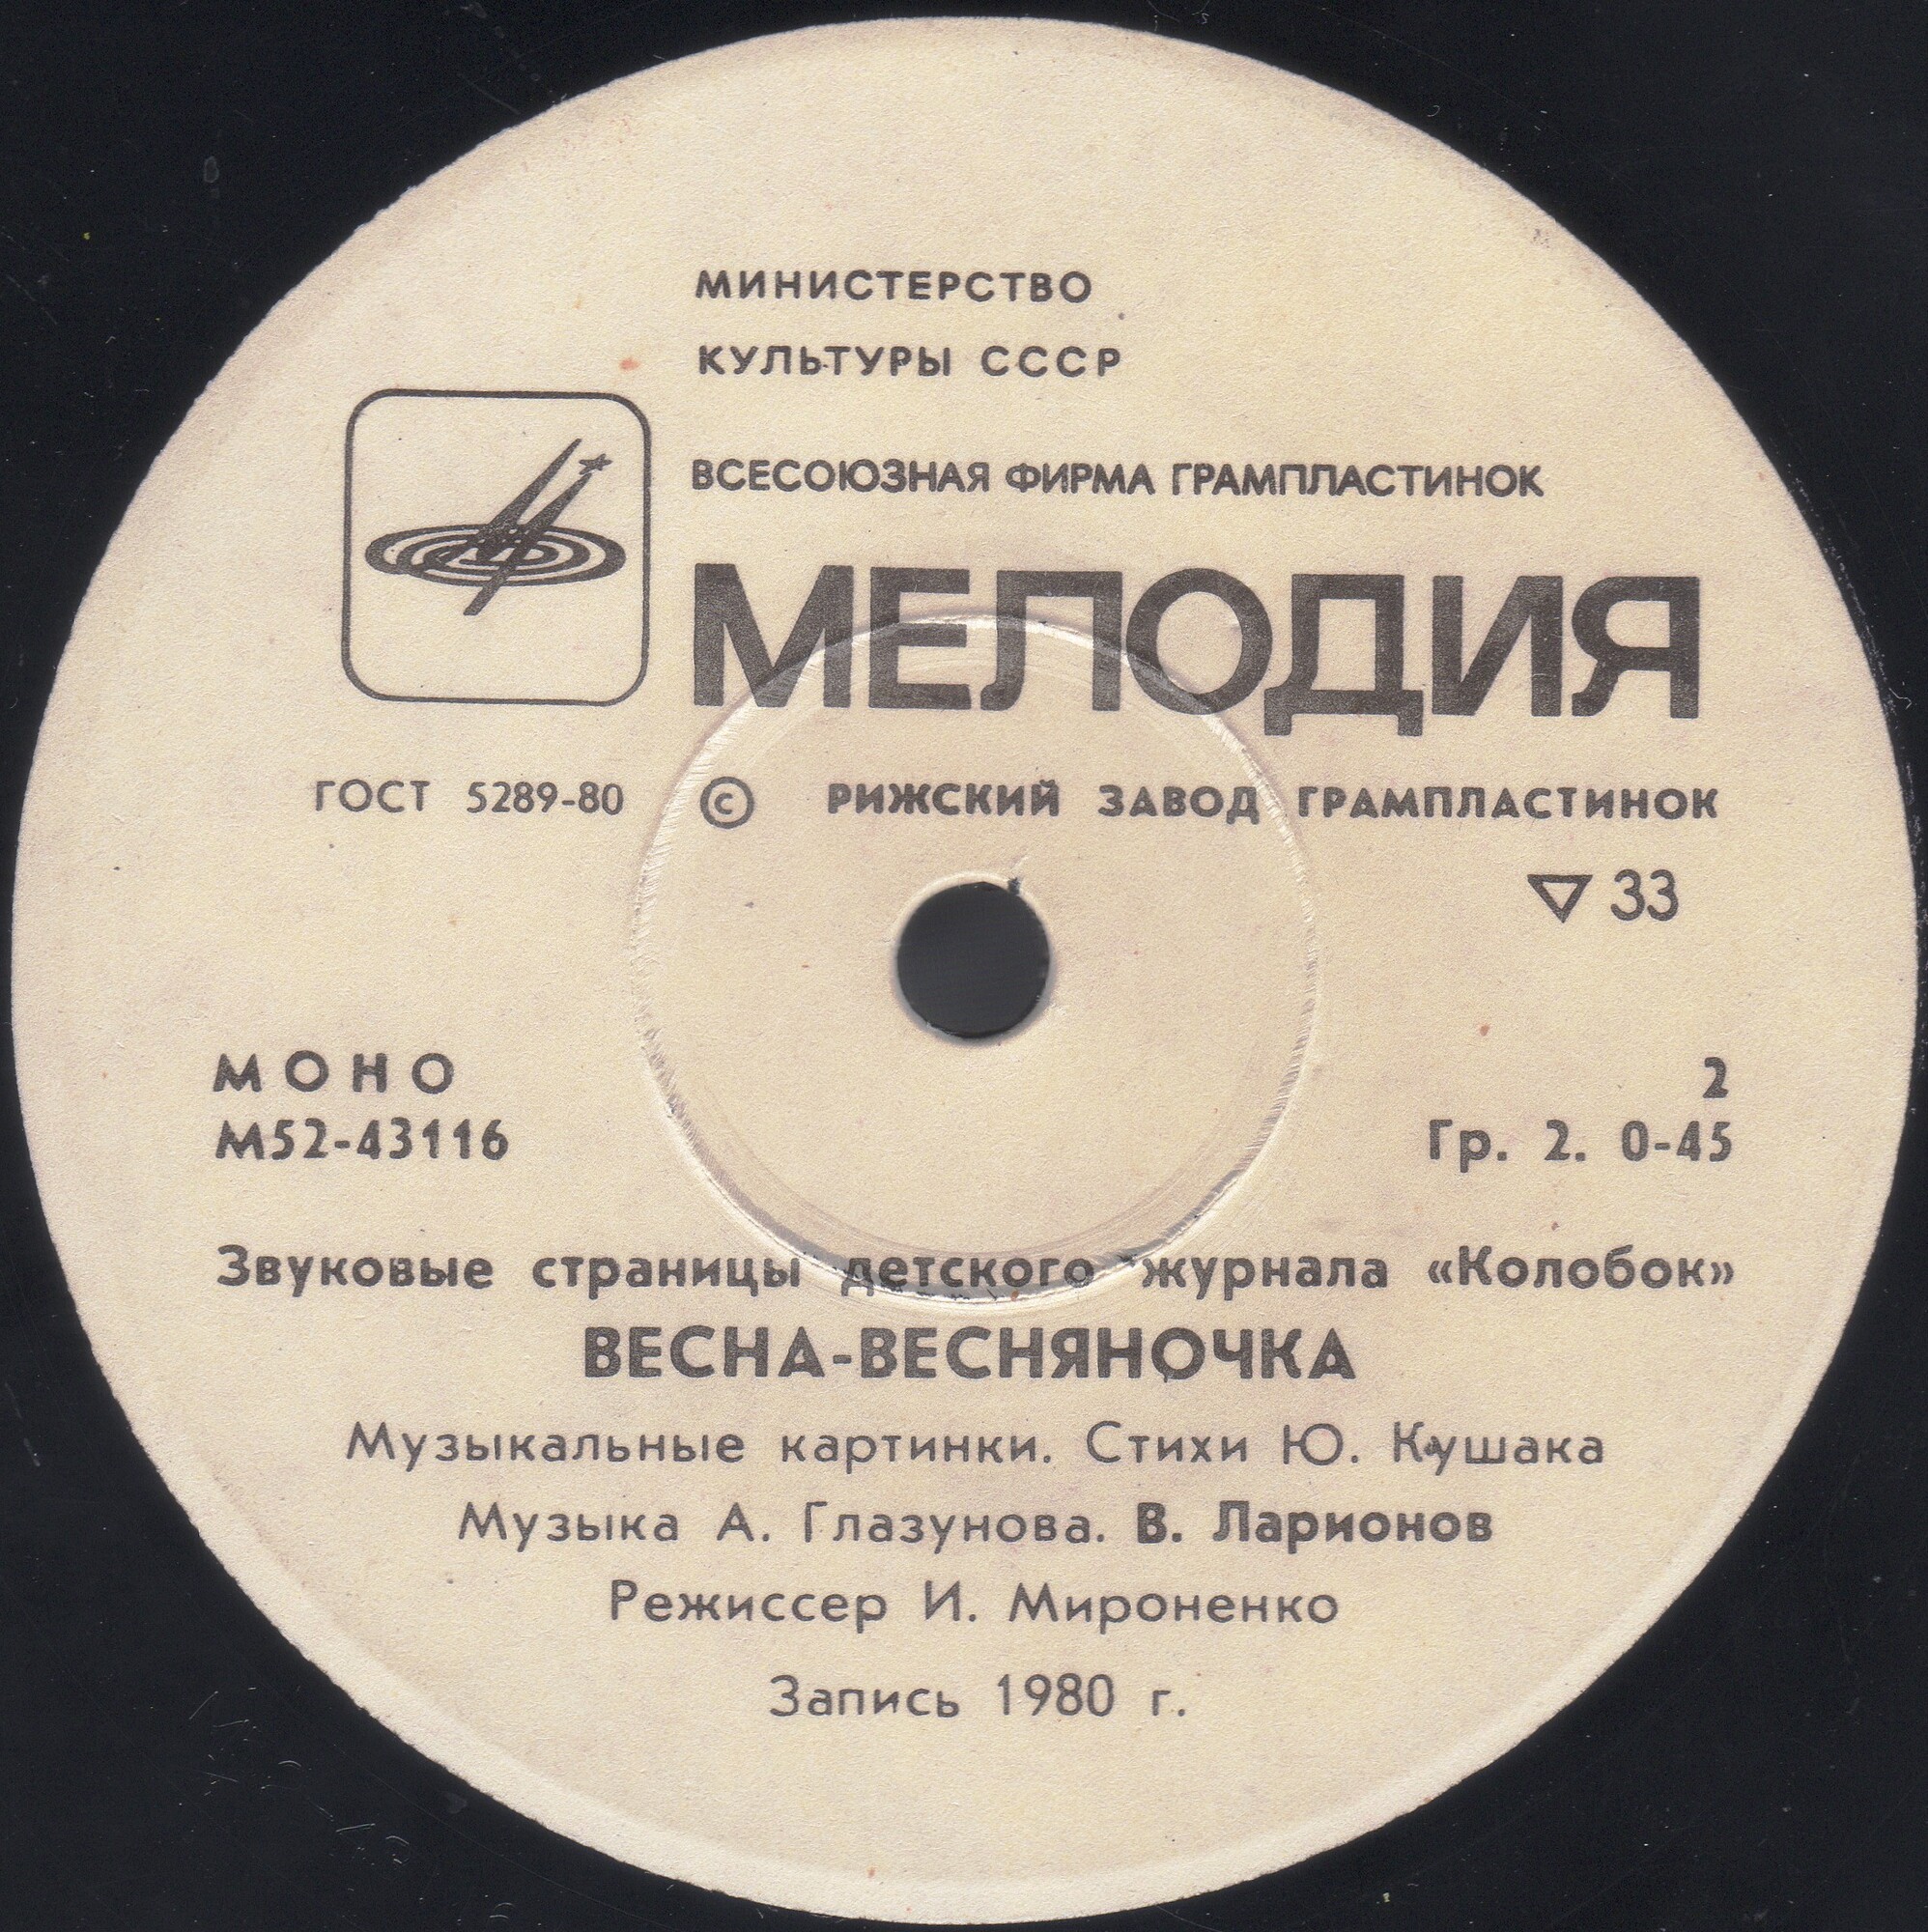 МИНИСТЕРСТВО
КУЛЬТУРЫ СССР
ВСЕСОЮЗНАЯ ФИРМА ГРАМПЛАСТИНОК
МЕЛОДИЯ
ГОСТ 5289-80 © РИЖСКИЙ ЗАВОД ГРАМПЛАСТИНОК
▽ 33
МОНО 2
М52-43116 Гр. 2. 0-45
Звуковые страницы детского журнала «Колобок»
ВЕСНА-ВЕСНЯНОЧКА
Музыкальные картинки. Стихи Ю. Кушака
Музыка А. Глазунова. В. Ларионов
Режиссер И. Мироненко
Запись 1980 г.